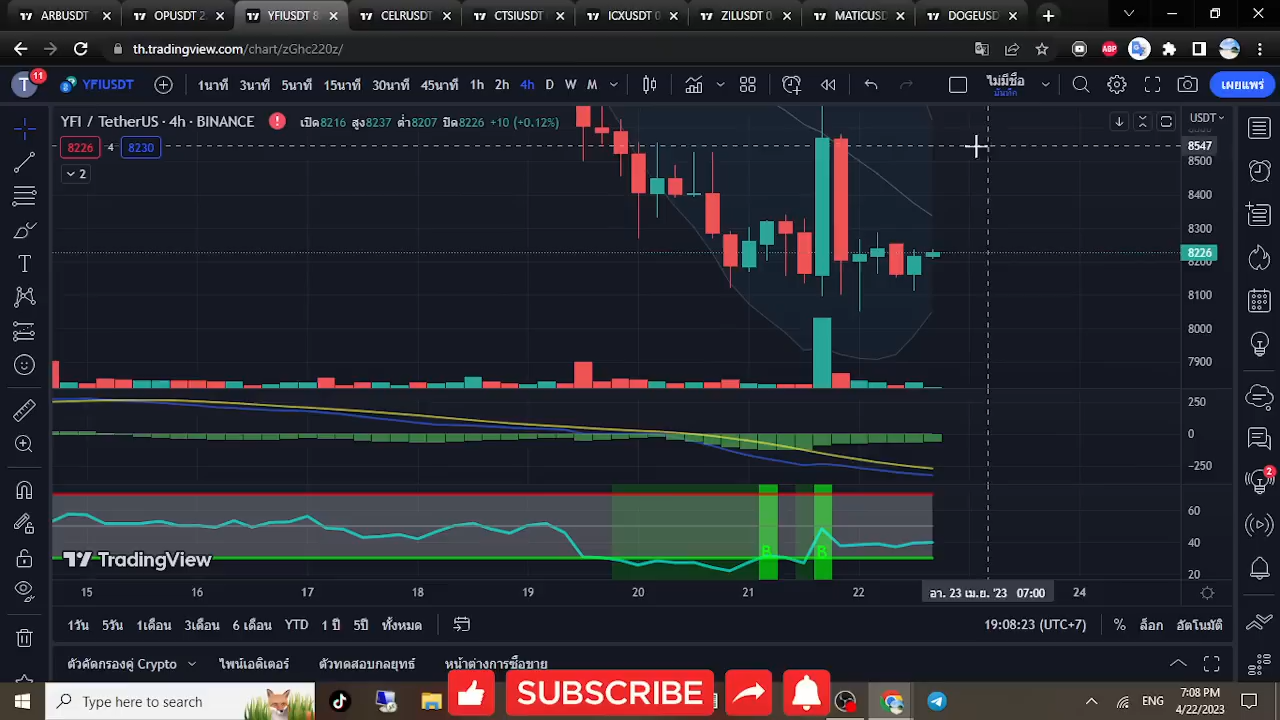 ARBUSDT
OPUSDT 2.
YFIUSDT 8
CELRUSDT
CTSIUSDT
ICXUSDT 0
ZILUSDT 0.
MATICUSD
DOGEUSD
th.tradingview.com/chart/zGhc220z/
ABP
T 11
YFIUSDT
1นาที 3นาที 5นาที 15นาที 30นาที 45นาที 1h 2h 4h D W M
ไม่มีชื่อ
บันทึก
เผยแพร่
YFI / TetherUS · 4h · BINANCE
เปิด8216 สูง8237 ต่ำ8207 ปิด8226 +10 (+0.12%)
USDT
8226 4 8230
2
8547
8500
8400
8300
8226
8200
8100
8000
7900
250
0
−250
60
40
20
B
B
TradingView
15 16 17 18 19 20 21 22 อา. 23 เม.ย. '23 07:00 24
1วัน 5วัน 1เดือน 3เดือน 6 เดือน YTD 1 ปี 5ปี ทั้งหมด
19:08:23 (UTC+7) % ล็อก อัตโนมัติ
2
ตัวคัดกรองคู่ Crypto ไพน์เอดิเตอร์ ตัวทดสอบกลยุทธ์ หน้าต่างการซื้อขาย
SUBSCRIBE
Type here to search
ENG
7:08 PM
4/22/2023